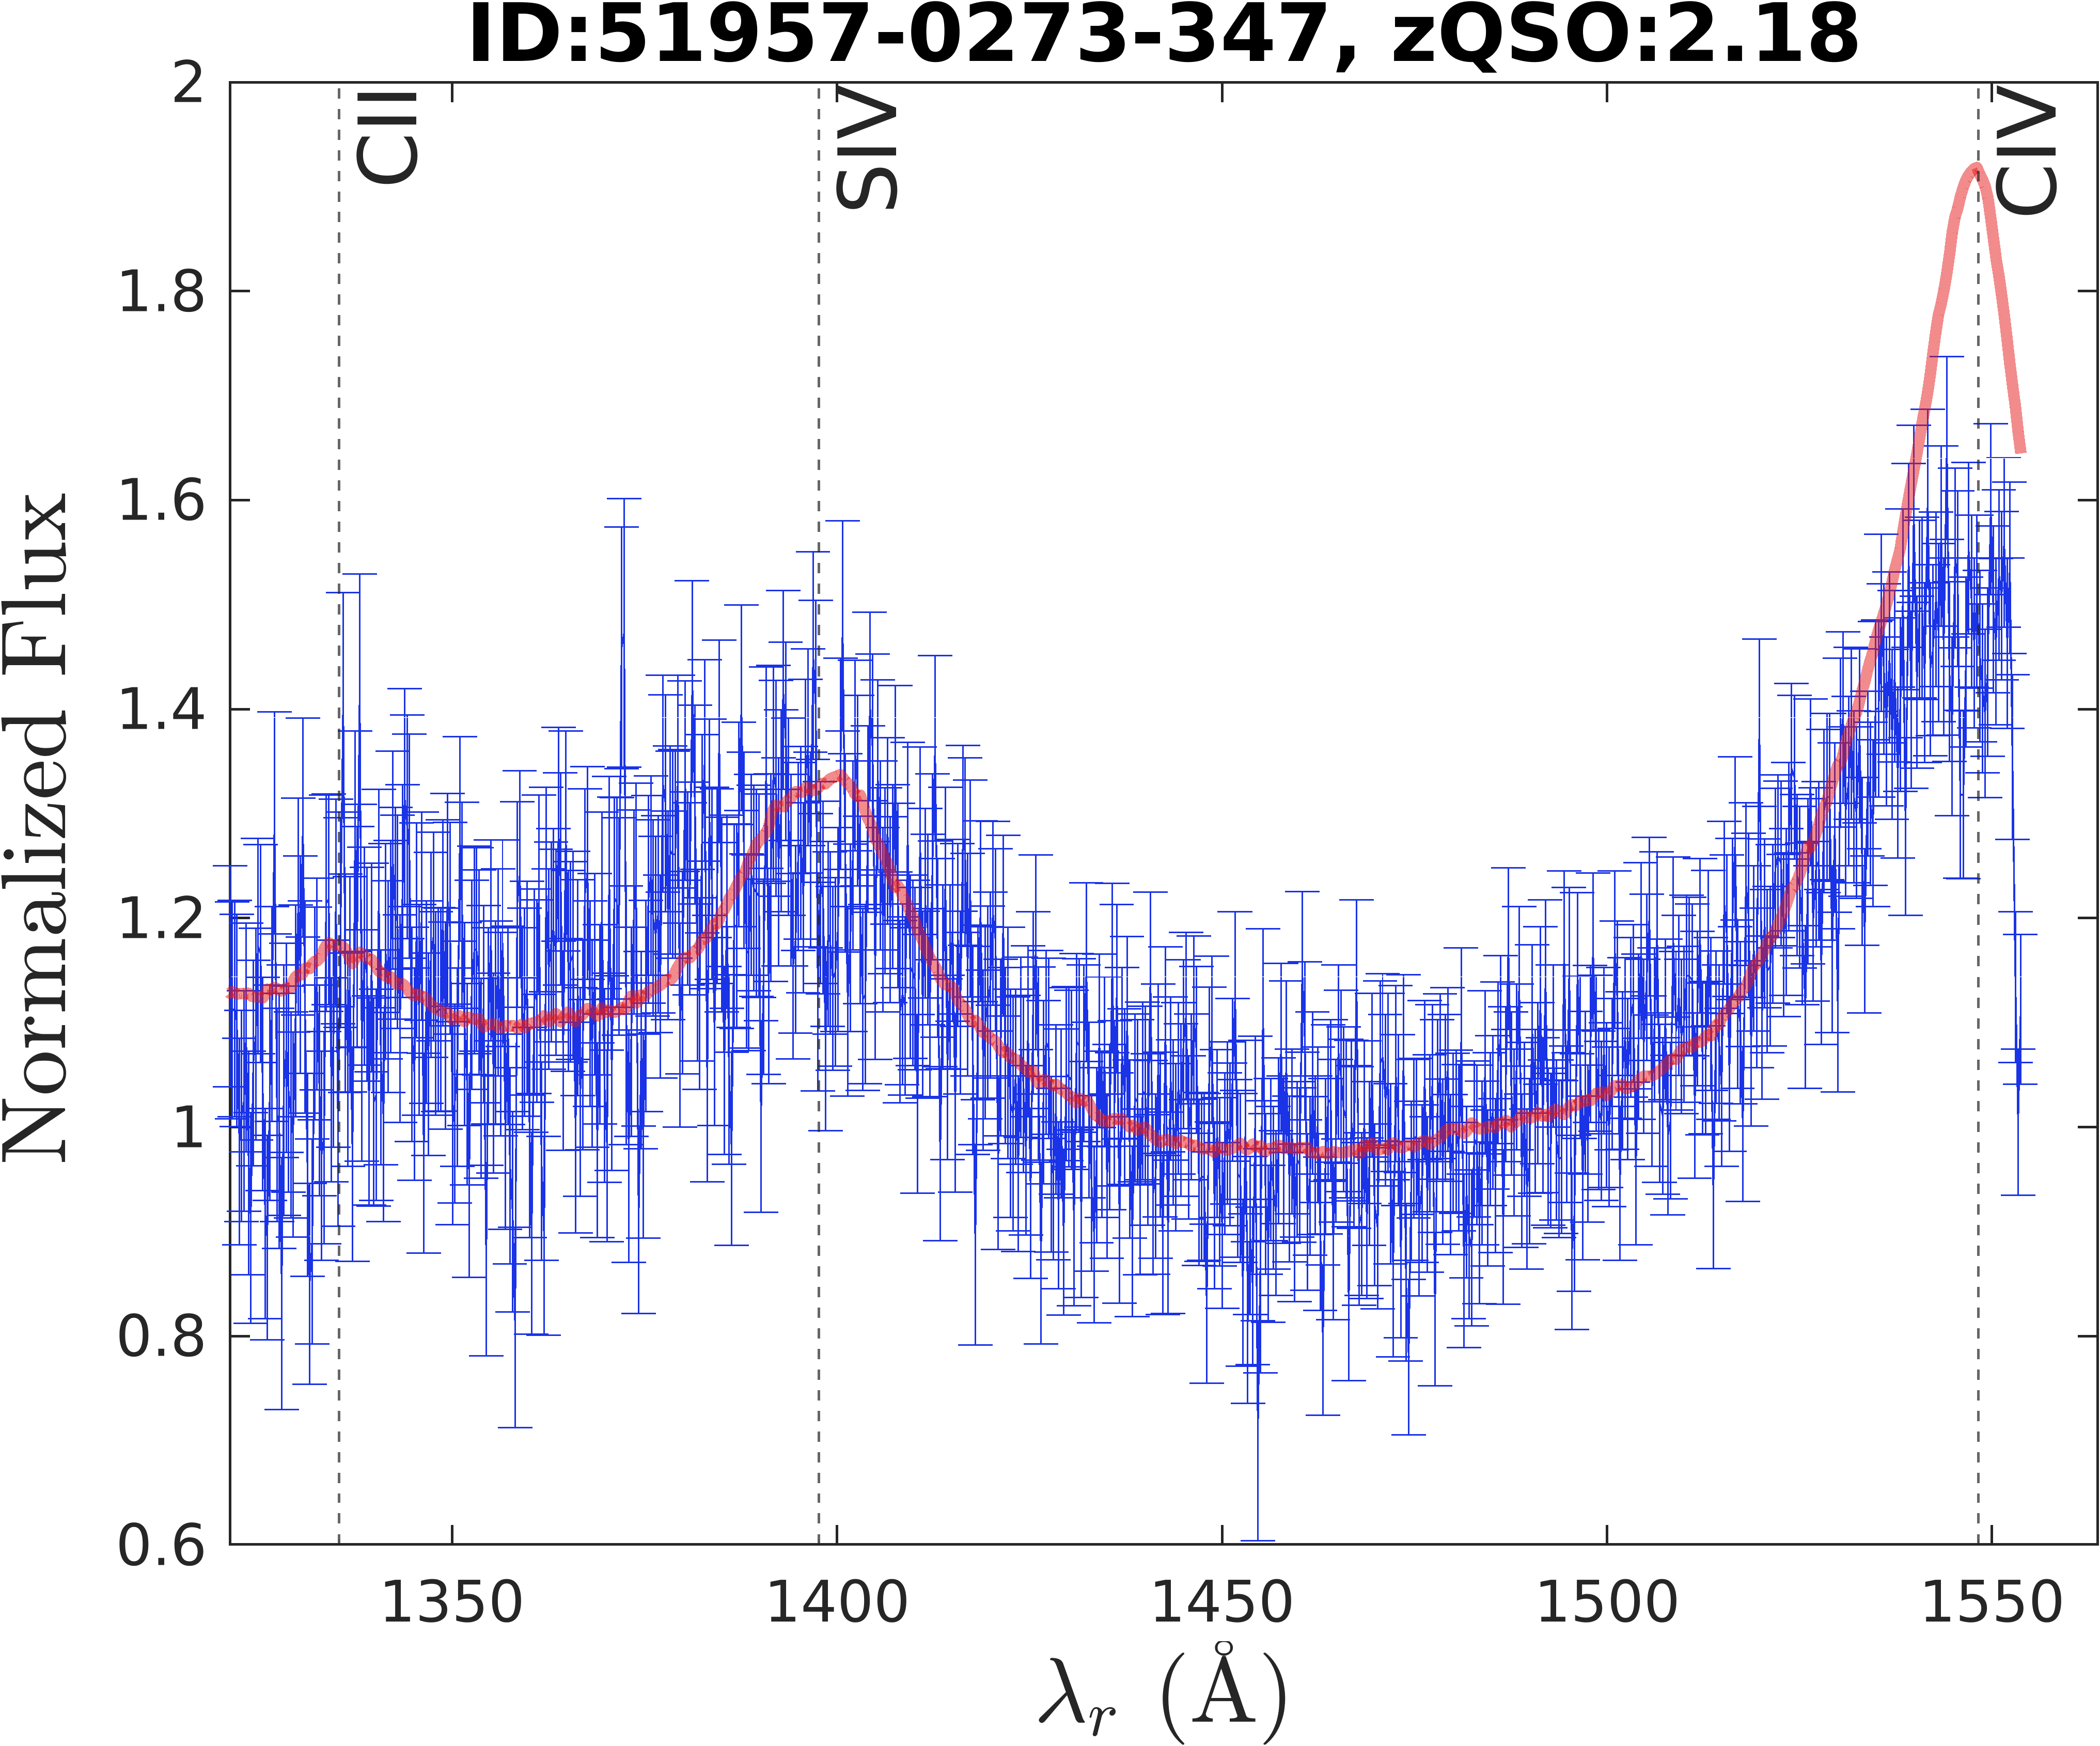 ID:51957-0273-347, zQSO:2.18
2
1.8
1.6
1.4
1.2
1
0.8
0.6
Normalized Flux
CII
SIV
CIV
1350
1400
1450
1500
1550
λr (Å)